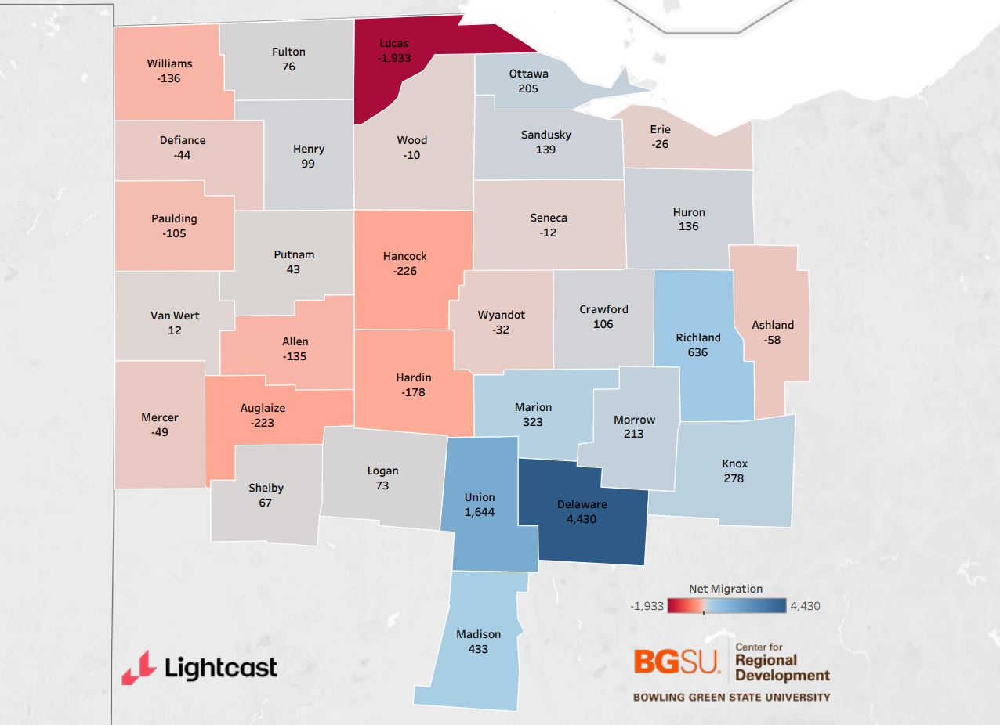 Lucas
-1,933
Williams
-136
Fulton
76
Ottawa
205
Defiance
-44
Henry
99
Wood
-10
Sandusky
139
Erie
-26
Paulding
-105
Putnam
43
Hancock
-226
Seneca
-12
Huron
136
Van Wert
12
Allen
-135
Wyandot
-32
Crawford
106
Richland
636
Ashland
-58
Mercer
-49
Auglaize
-223
Hardin
-178
Marion
323
Morrow
213
Shelby
67
Logan
73
Union
1,644
Delaware
4,430
Knox
278
Madison
433
Net Migration
-1,933 4,430
Lightcast
BGSU.
Center for
Regional
Development
BOWLING GREEN STATE UNIVERSITY